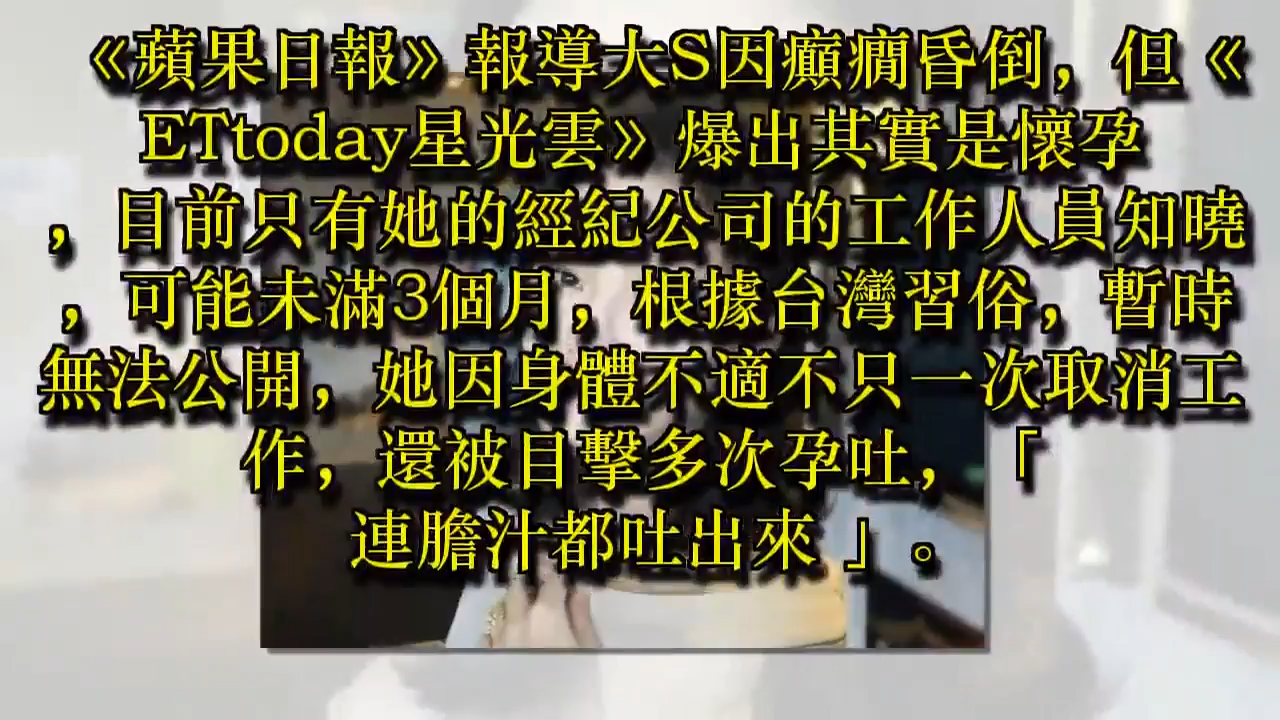 《蘋果日報》報導大S因癲癇昏倒，但《
ETtoday星光雲》爆出其實是懷孕
，目前只有她的經紀公司的工作人員知曉
，可能未滿3個月，根據台灣習俗，暫時
無法公開，她因身體不適不只一次取消工
作，還被目擊多次孕吐，「
連膽汁都吐出來 」。